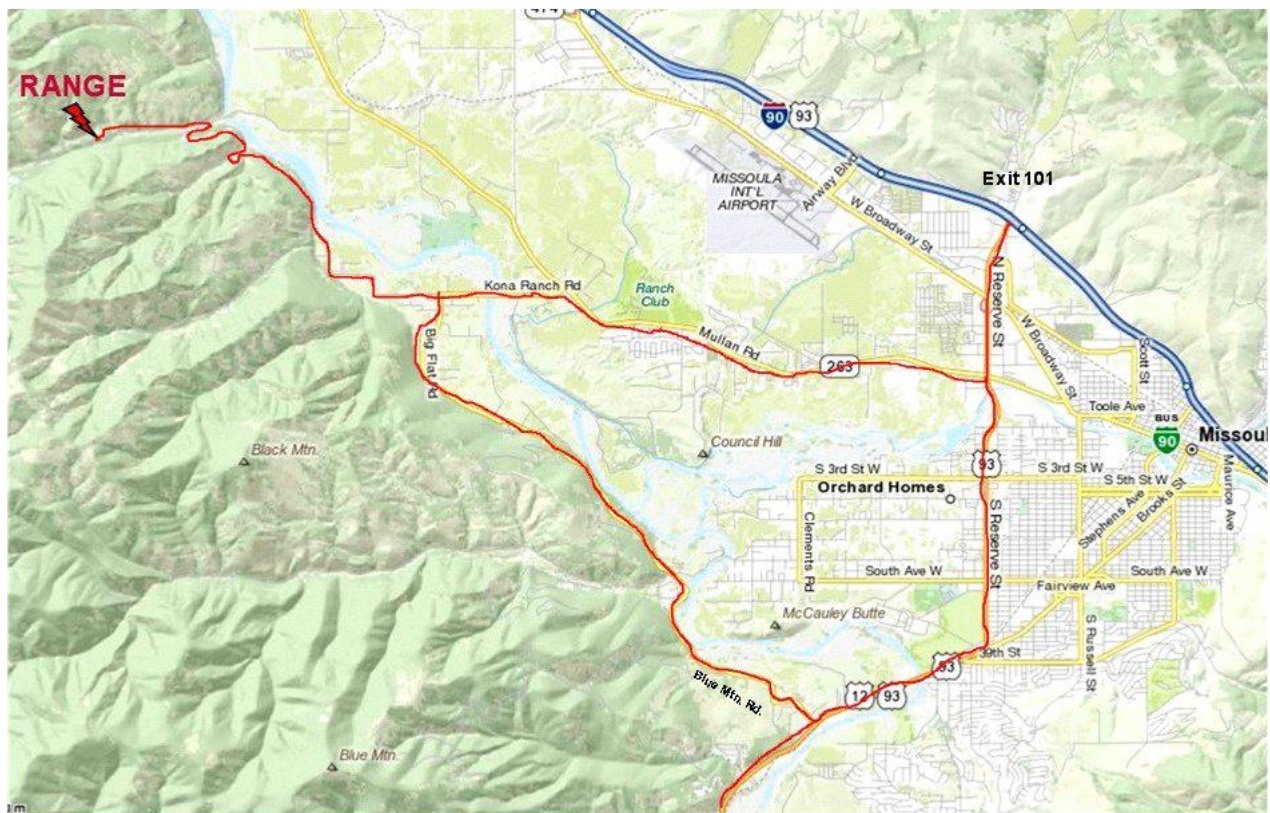 474
RANGE
90
93
Exit 101
MISSOULA
INT'L
AIRPORT
Airway Blvd
W Broadway St
N Reserve St
Kona Ranch Rd
Ranch
Club
Mullan Rd
263
W Broadway St
Scott St
Big Flat Rd
Toole Ave
BUS
90
Missoul
Black Mtn.
Council Hill
93
S 3rd St W
S 3rd St W
S 5th St W
Maurice Ave
Orchard Homes
Stephens Ave
Brooks St
S Reserve St
Clements Rd
South Ave W
Fairview Ave
South Ave W
McCauley Butte
S Russell St
39th St
93
Blue Mtn. Rd.
12
93
Blue Mtn.